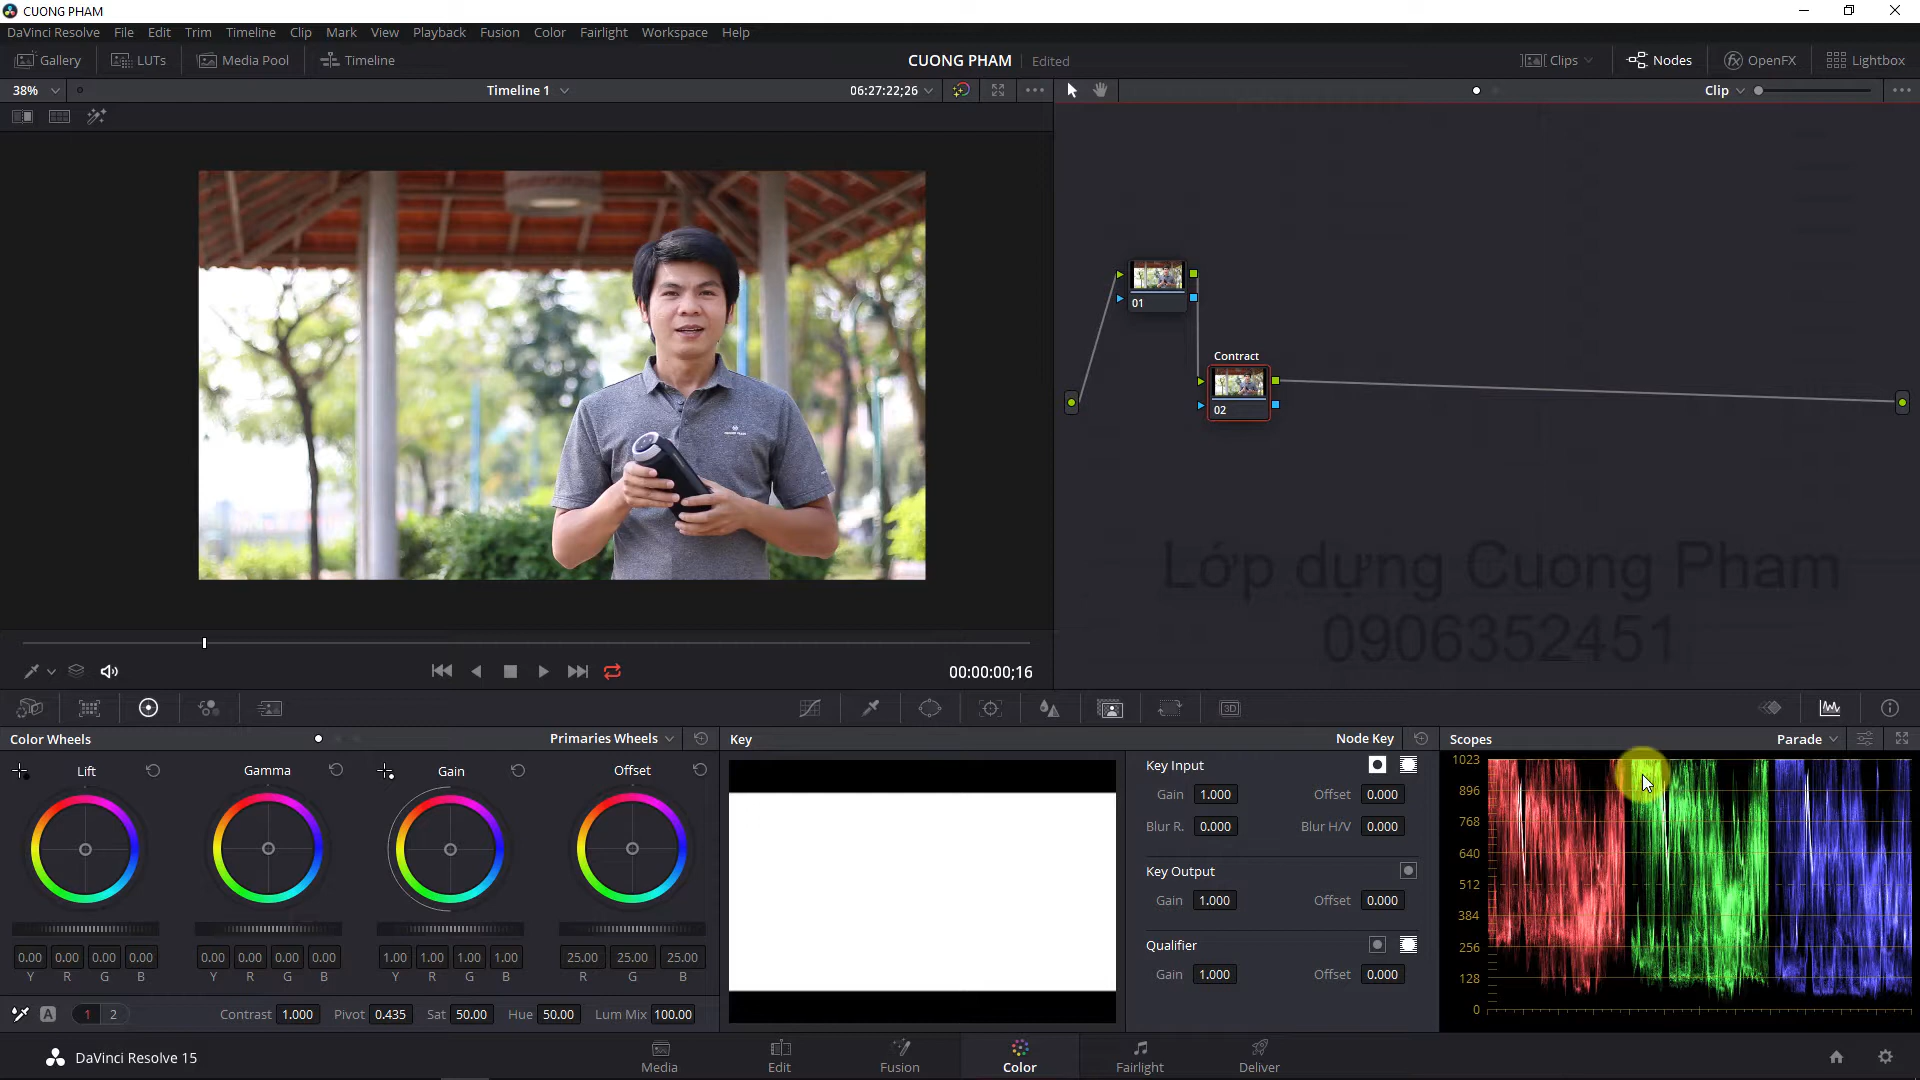 CUONG PHAM
DaVinci Resolve File Edit Trim Timeline Clip Mark View Playback Fusion Color Fairlight Workspace Help
Gallery LUTs Media Pool Timeline CUONG PHAM Edited Clips Nodes OpenFX Lightbox
38% Timeline 1 06:27:22;26 Clip
01
Contract
02
Lớp dựng Cuong Pham
0906352451
00:00:00;16
3D
Color Wheels Primaries Wheels
Lift Gamma Gain Offset
0.00 0.00 0.00 0.00 0.00 0.00 0.00 0.00 1.00 1.00 1.00 1.00 25.00 25.00 25.00
Y R G B Y R G B Y R G B R G B
A 1 2 Contrast 1.000 Pivot 0.435 Sat 50.00 Hue 50.00 Lum Mix 100.00
Key Node Key
Key Input
Gain 1.000 Offset 0.000
Blur R. 0.000 Blur H/V 0.000
Key Output
Gain 1.000 Offset 0.000
Qualifier
Gain 1.000 Offset 0.000
Scopes Parade
1023
896
768
640
512
384
256
128
0
DaVinci Resolve 15 Media Edit Fusion Color Fairlight Deliver